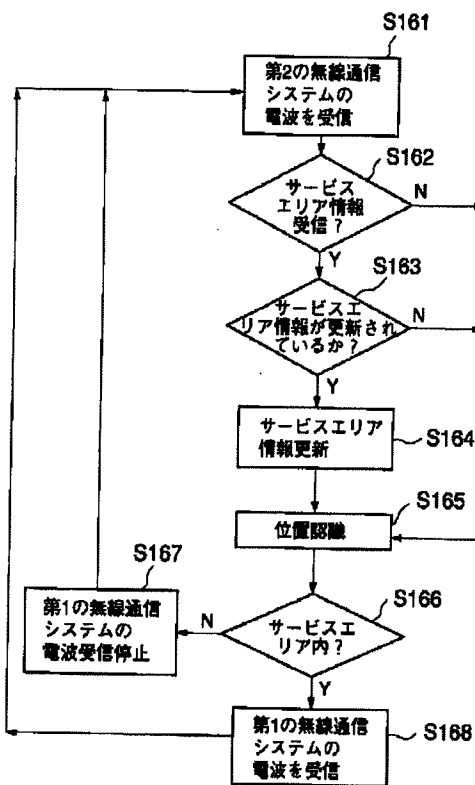 S161
第2の無線通信
システムの
電波を受信
S162
サービス
エリア情報
受信？
N
Y
S163
サービスエ
リア情報が更新され
ているか？
N
Y
サービスエリア
情報更新
S164
S165
位置認識
S167
第1の無線通信
システムの
電波受信停止
S166
N
サービスエ
リア内？
Y
第1の無線通信
システムの
電波を受信
S168